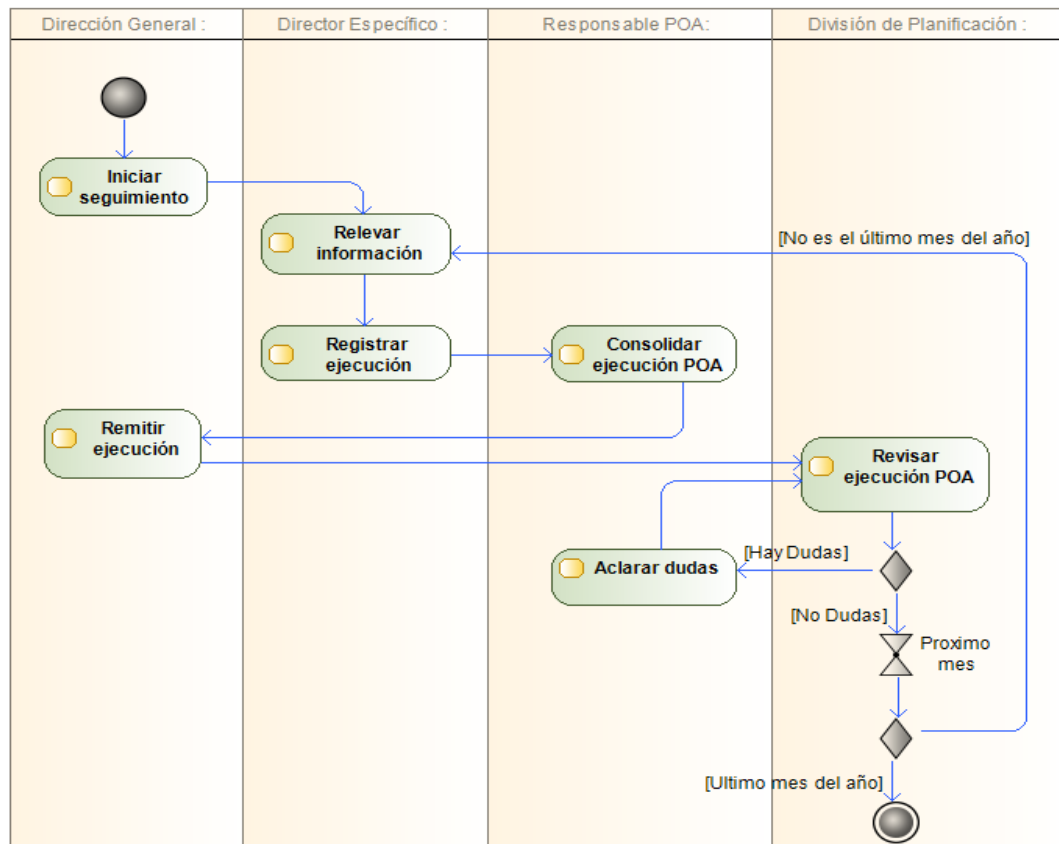 Dirección General :
Director Específico :
Responsable POA:
División de Planificación :
Iniciar
seguimiento
Relevar
información
[No es el último mes del año]
Registrar
ejecución
Consolidar
ejecución POA
Remitir
ejecución
Revisar
ejecución POA
[Hay Dudas]
Aclarar dudas
[No Dudas]
Proximo
mes
[Ultimo mes del año]